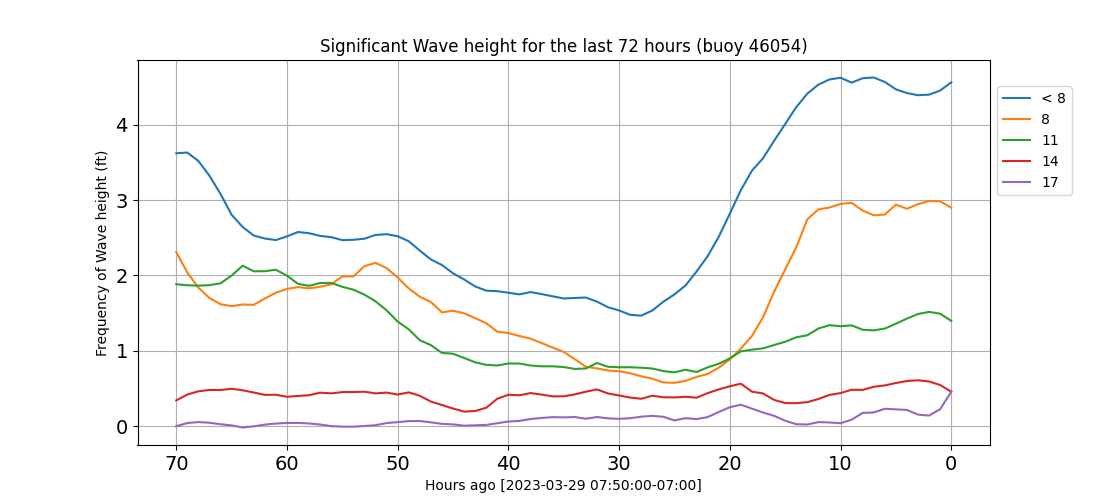 Significant Wave height for the last 72 hours (buoy 46054)
Frequency of Wave height (ft)
4
3
2
1
0
70 60 50 40 30 20 10 0
Hours ago [2023-03-29 07:50:00-07:00]
< 8
8
11
14
17